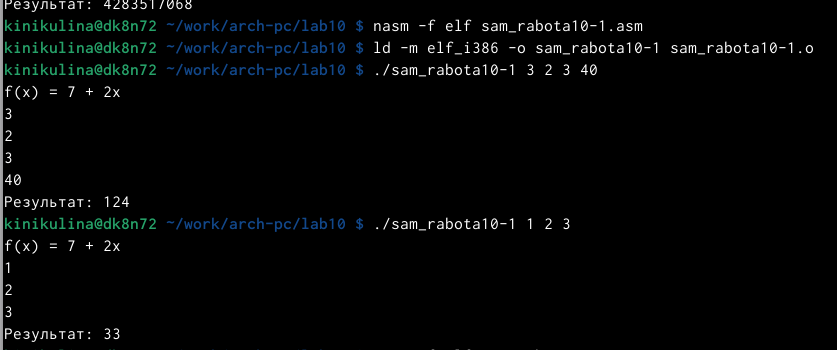 Результат: 4283517068
kinikulina@dk8n72 ~/work/arch-pc/lab10 $ nasm -f elf sam_rabota10-1.asm
kinikulina@dk8n72 ~/work/arch-pc/lab10 $ ld -m elf_i386 -o sam_rabota10-1 sam_rabota10-1.o
kinikulina@dk8n72 ~/work/arch-pc/lab10 $ ./sam_rabota10-1 3 2 3 40
f(x) = 7 + 2x
3
2
3
40
Результат: 124
kinikulina@dk8n72 ~/work/arch-pc/lab10 $ ./sam_rabota10-1 1 2 3
f(x) = 7 + 2x
1
2
3
Результат: 33